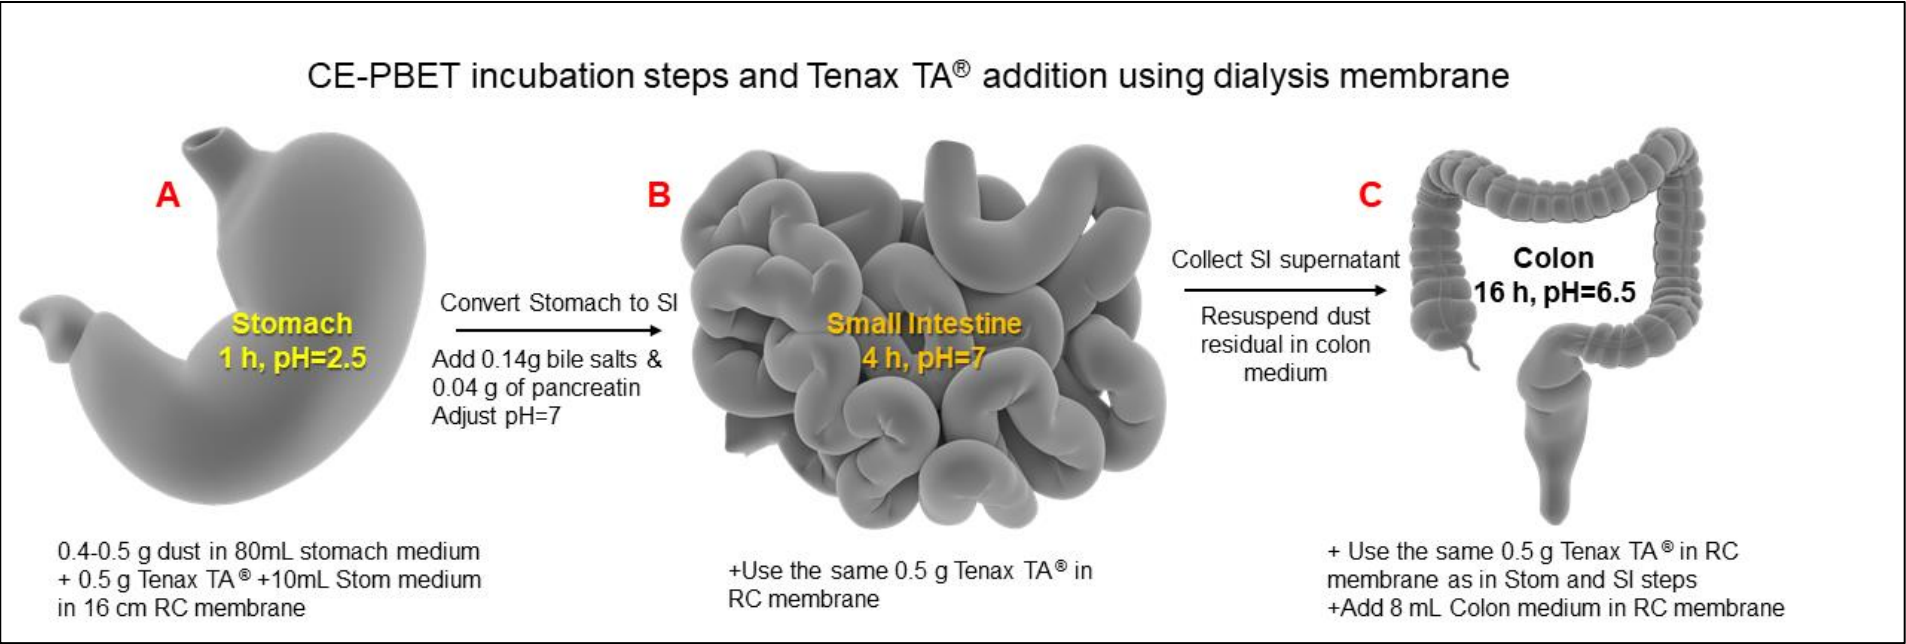 CE-PBET incubation steps and Tenax TA® addition using dialysis membrane
A
Stomach
1 h, pH=2.5
0.4-0.5 g dust in 80mL stomach medium
+ 0.5 g Tenax TA® +10mL Stom medium
in 16 cm RC membrane
Convert Stomach to SI
Add 0.14g bile salts &
0.04 g of pancreatin
Adjust pH=7
B
Small Intestine
4 h, pH=7
+Use the same 0.5 g Tenax TA® in
RC membrane
Collect SI supernatant
Resuspend dust
residual in colon
medium
C
Colon
16 h, pH=6.5
+ Use the same 0.5 g Tenax TA® in RC
membrane as in Stom and SI steps
+Add 8 mL Colon medium in RC membrane